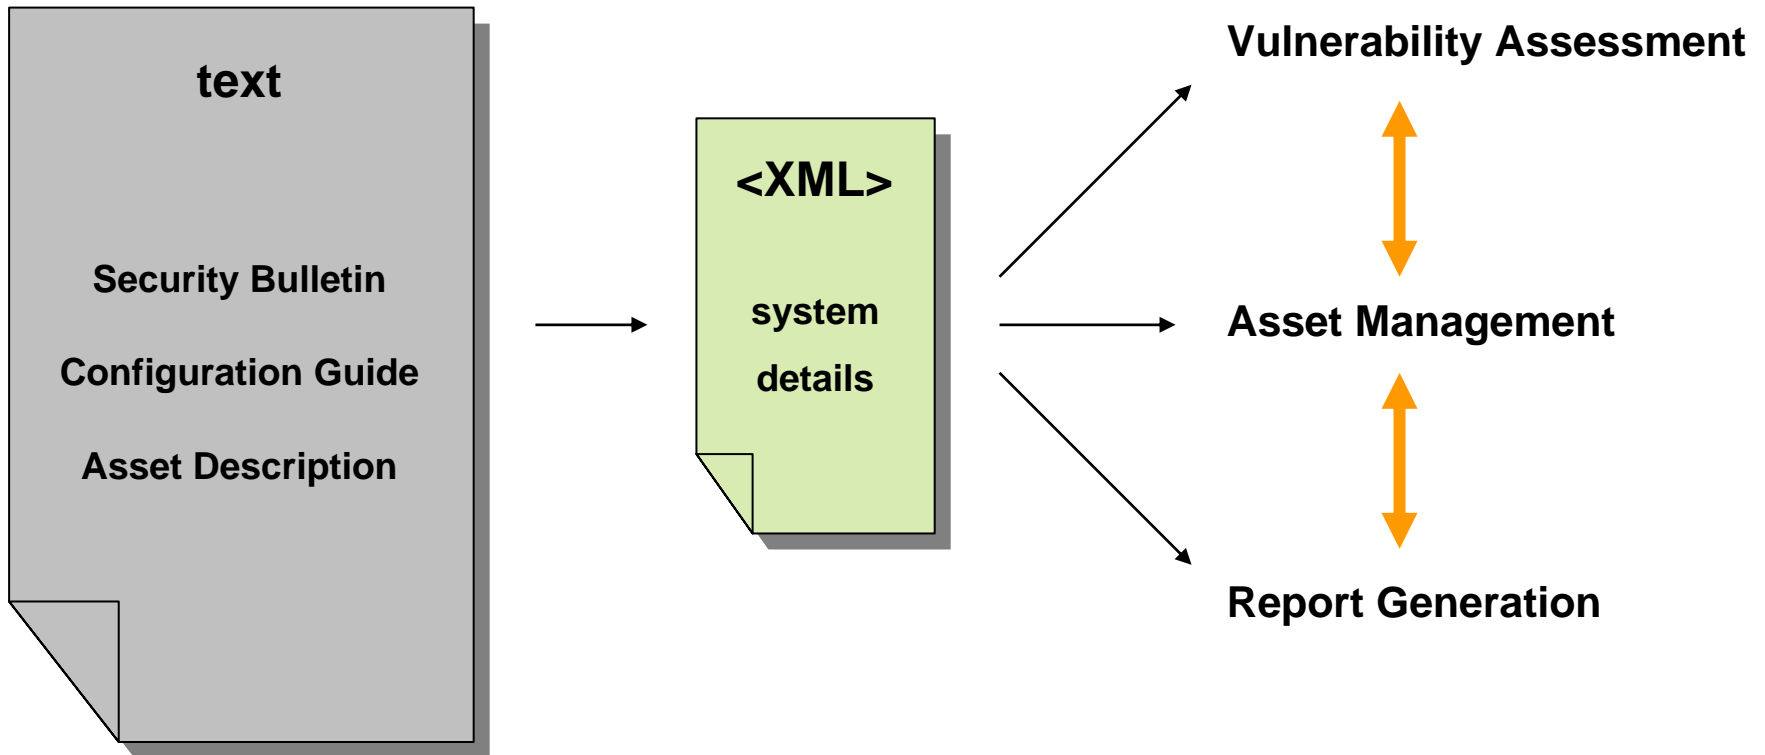 text
Security Bulletin
Configuration Guide
Asset Description
<XML>
system
details
Vulnerability Assessment
Asset Management
Report Generation